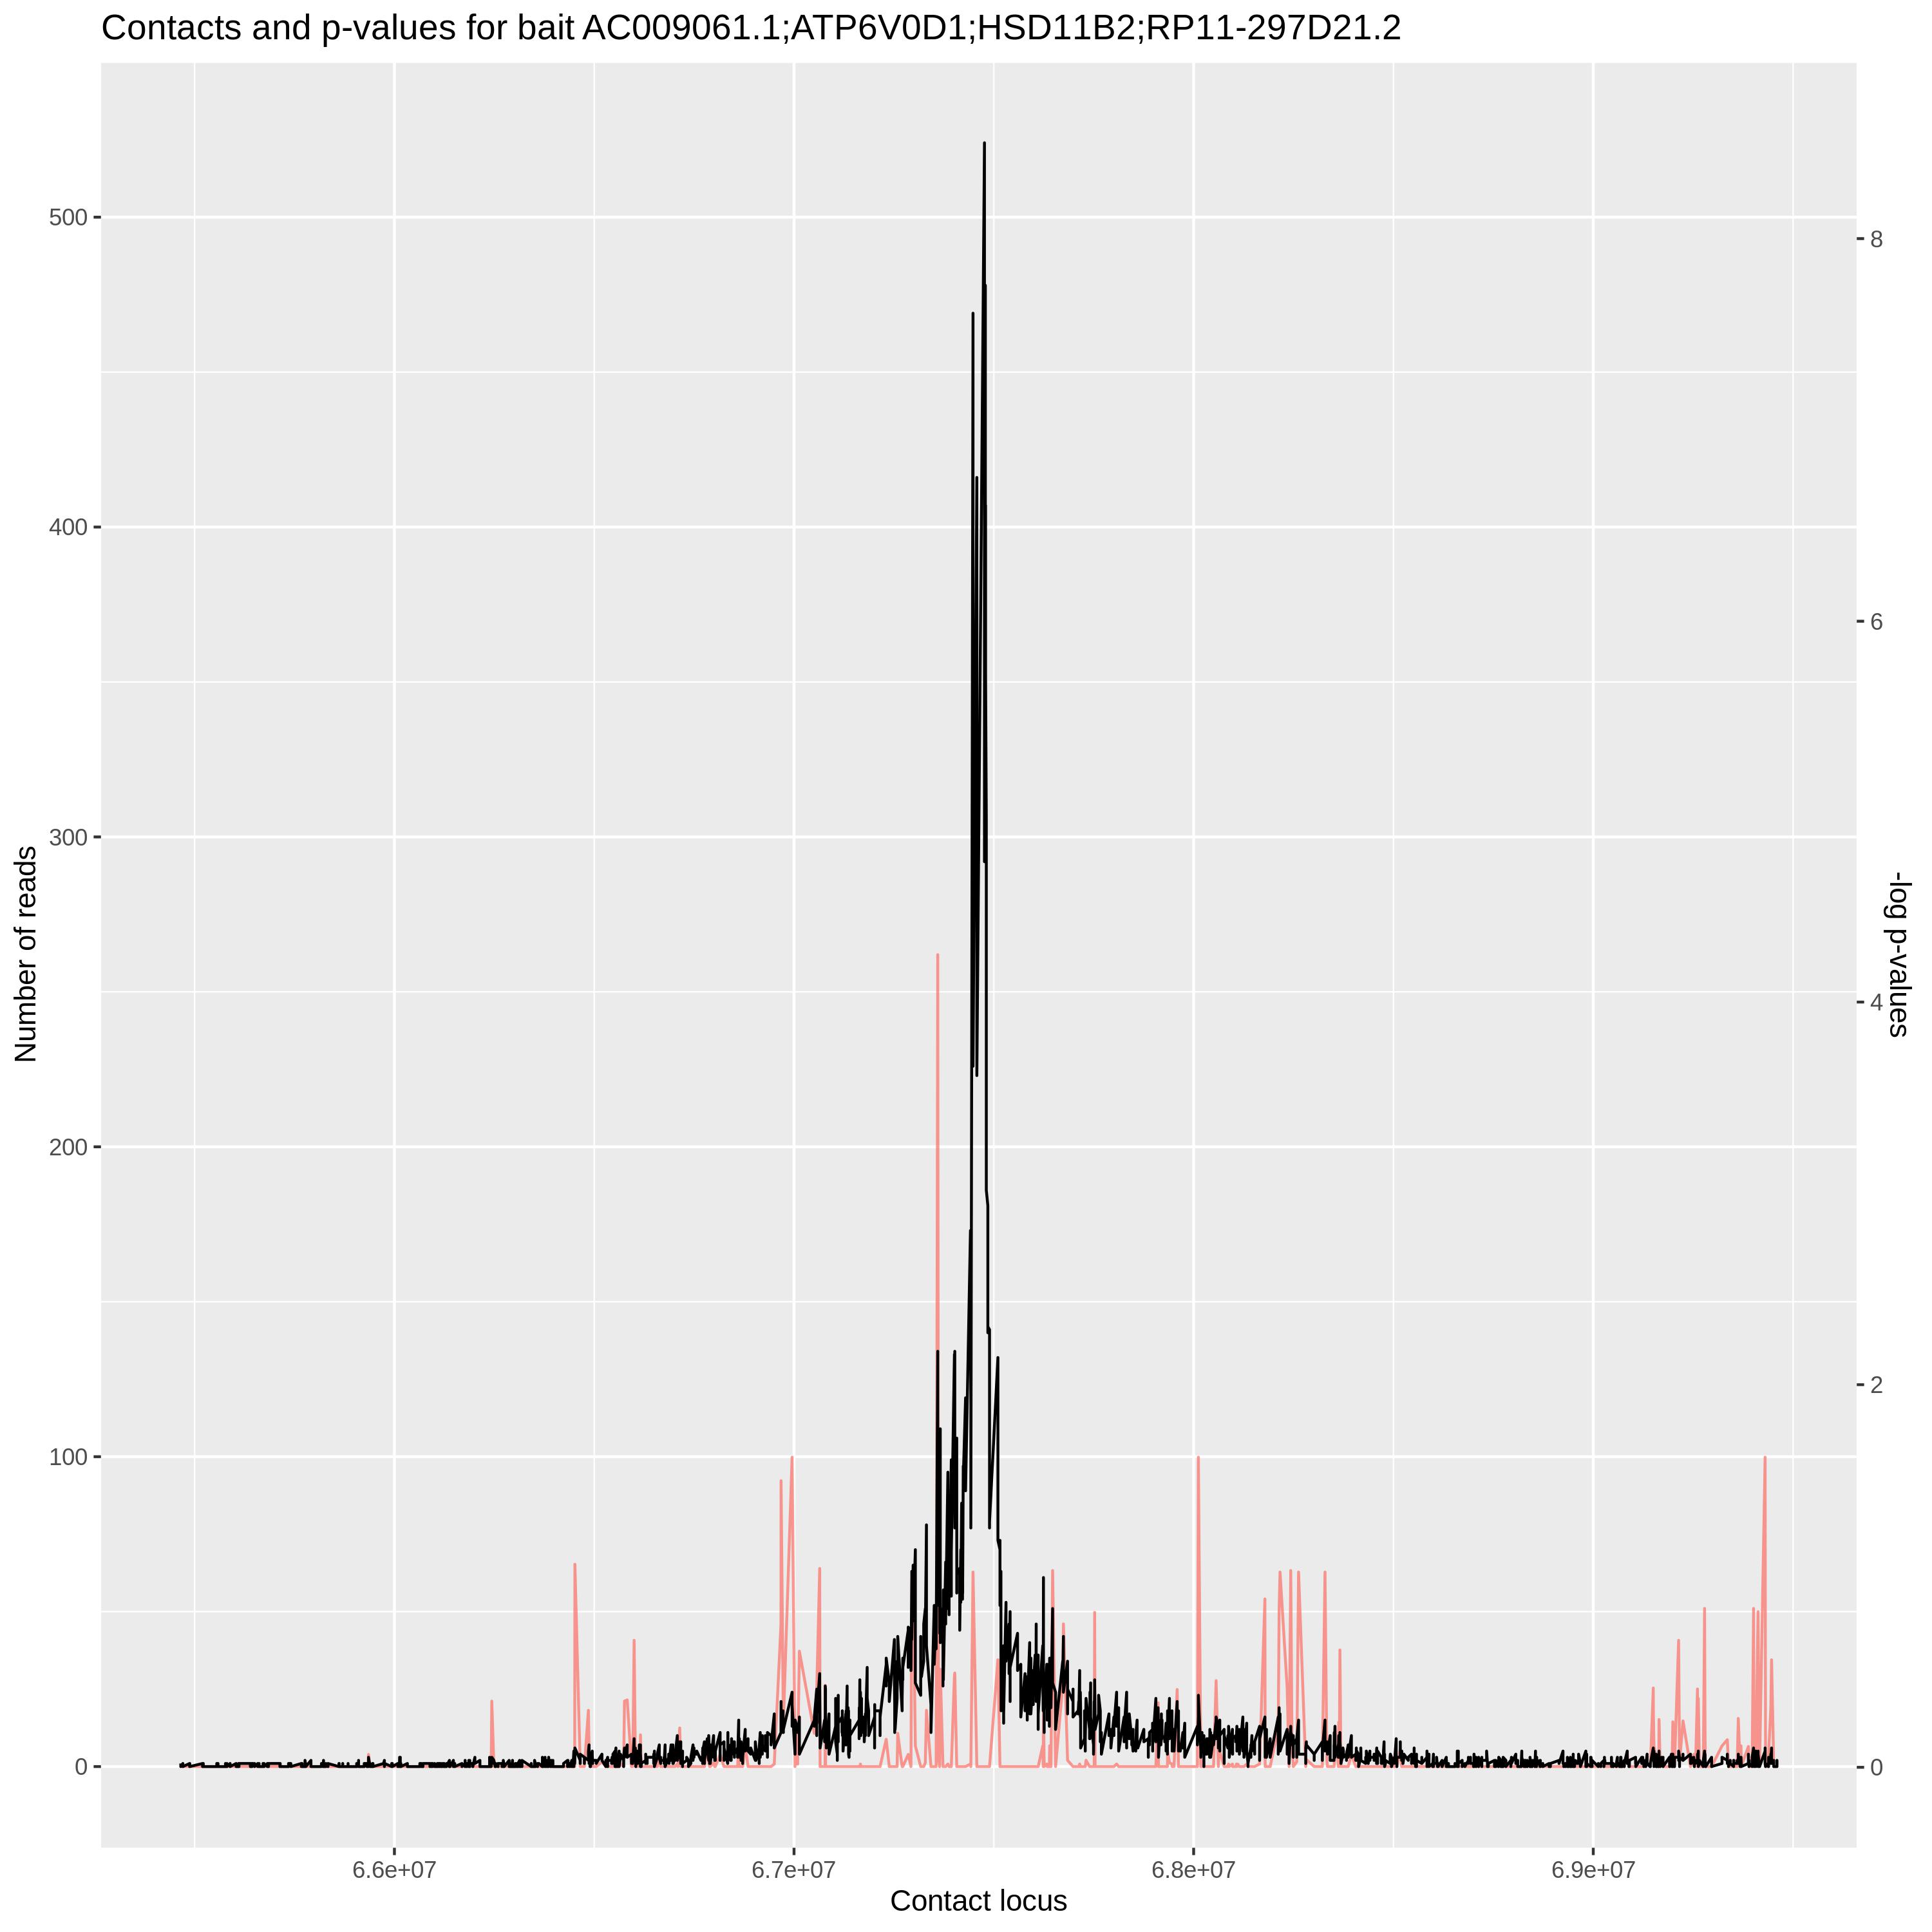 Contacts and p-values for bait AC009061.1;ATP6V0D1;HSD11B2;RP11-297D21.2
500
400
300
200
100
0
Number of reads
8
6
4
2
0
-log p-values
6.6e+07 6.7e+07 6.8e+07 6.9e+07
Contact locus